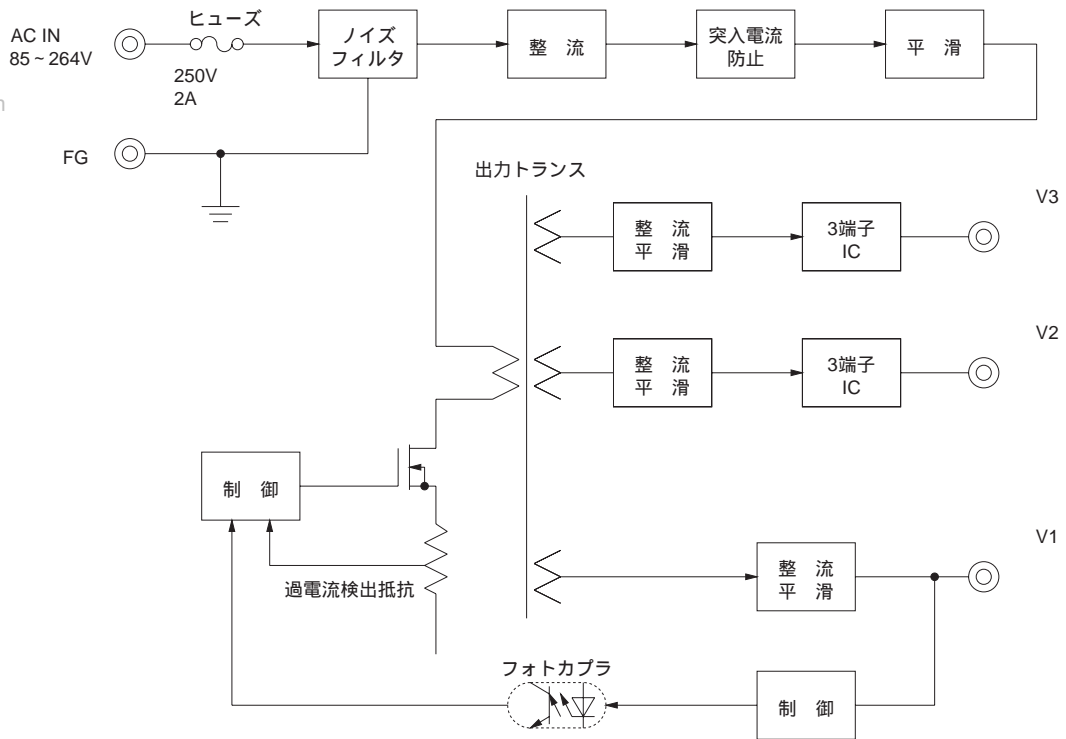 AC IN
85 ~ 264V
ヒューズ
250V
2A
ノイズ
フィルタ
整 流
突入電流
防止
平 滑
FG
出力トランス
整 流
平 滑
3端子
IC
V3
整 流
平 滑
3端子
IC
V2
制 御
過電流検出抵抗
整 流
平 滑
V1
フォトカプラ
制 御